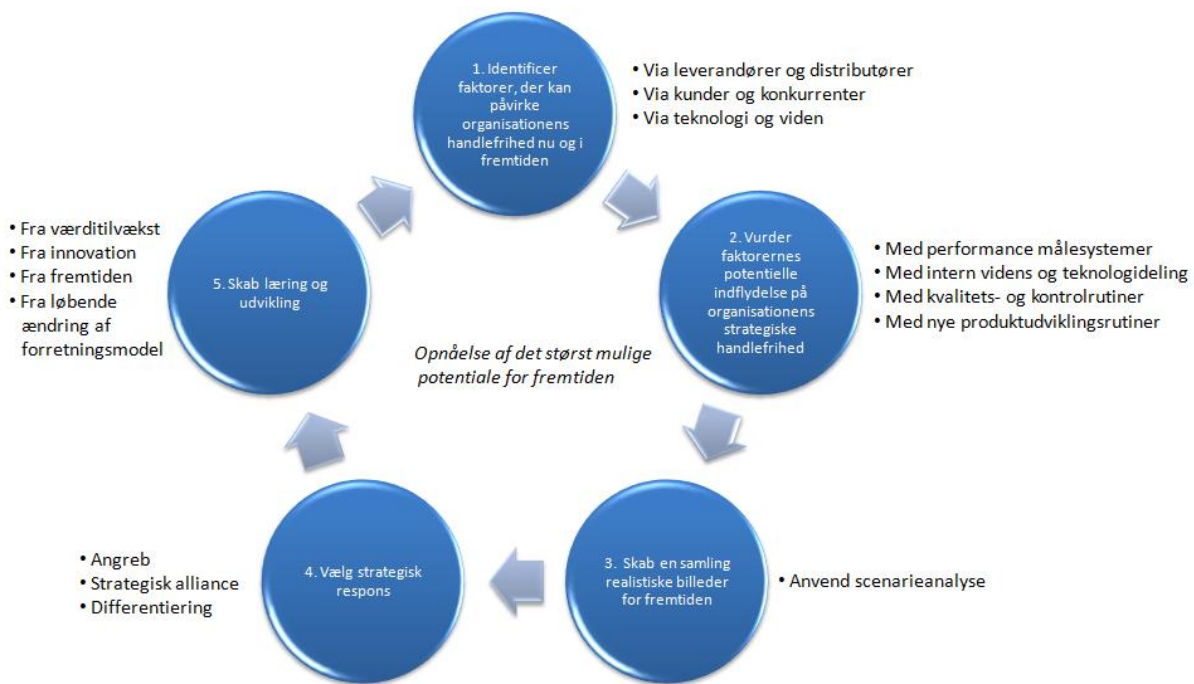 1. Identificer
faktorer, der kan
påvirke
organisationens
handlefrihed nu og i
fremtiden
• Via leverandører og distributører
• Via kunder og konkurrenter
• Via teknologi og viden
2. Vurder
faktorernes
potentielle
indflydelse på
organisationens
strategiske
handlefrihed
• Med performance målesystemer
• Med intern videns og teknologideling
• Med kvalitets- og kontrolrutiner
• Med nye produktudviklingsrutiner
3. Skab en samling
realistiske billeder
for fremtiden
• Anvend scenarieanalyse
4. Vælg strategisk
respons
• Angreb
• Strategisk alliance
• Differentiering
5. Skab læring og
udvikling
• Fra værditilvækst
• Fra innovation
• Fra fremtiden
• Fra løbende
ændring af
forretningsmodel
Opnåelse af det størst mulige
potentiale for fremtiden